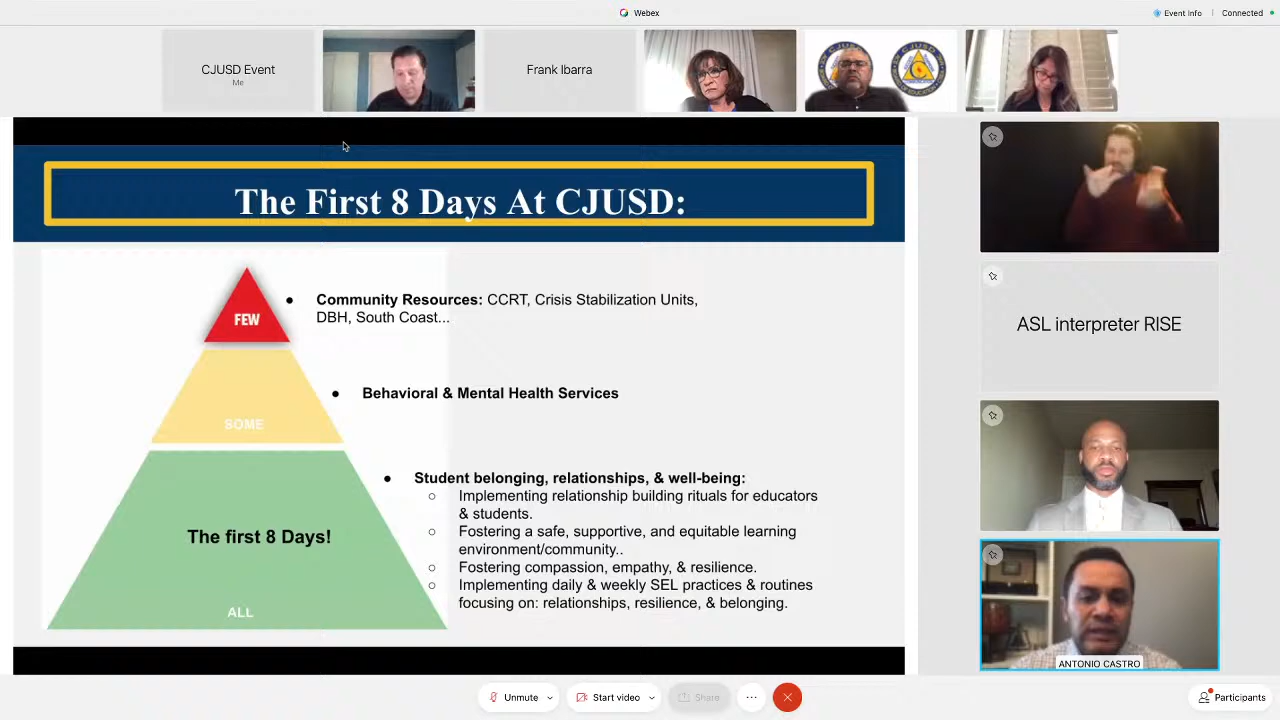 Webex
Event Info
Connected
CJUSD Event
Me
Frank Ibarra
The First 8 Days At CJUSD:
FEW
● Community Resources: CCRT, Crisis Stabilization Units,
DBH, South Coast...
● Behavioral & Mental Health Services
SOME
● Student belonging, relationships, & well-being:
○ Implementing relationship building rituals for educators
& students.
○ Fostering a safe, supportive, and equitable learning
environment/community..
○ Fostering compassion, empathy, & resilience.
○ Implementing daily & weekly SEL practices & routines
focusing on: relationships, resilience, & belonging.
The first 8 Days!
ALL
ASL interpreter RISE
ANTONIO CASTRO
Unmute
Start video
Share
Participants